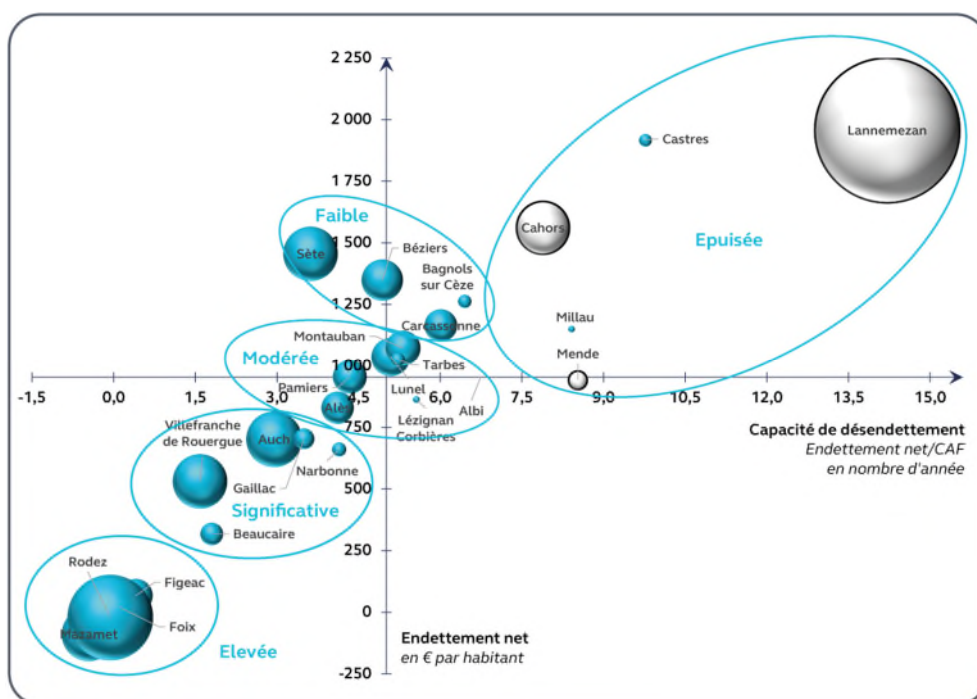 2 250
2 000
1 750
1 500
1 250
1 000
750
500
250
0
-250
-1,5
0,0
1,5
3,0
4,5
6,0
7,5
9,0
10,5
12,0
13,5
15,0
Lannemezan
Castres
Cahors
Epuisée
Millau
Mende
Faible
Sète
Béziers
Bagnols
sur Cèze
Carcassonne
Montauban
Modérée
Tarbes
Pamiers
Lunel
Albi
Alès
Lézignan
Corbières
Villefranche
de Rouergue
Auch
Narbonne
Gaillac
Significative
Beaucaire
Rodez
Figeac
Foix
Mazamet
Elevée
Capacité de désendettement
Endettement net/CAF
en nombre d'année
Endettement net
en € par habitant